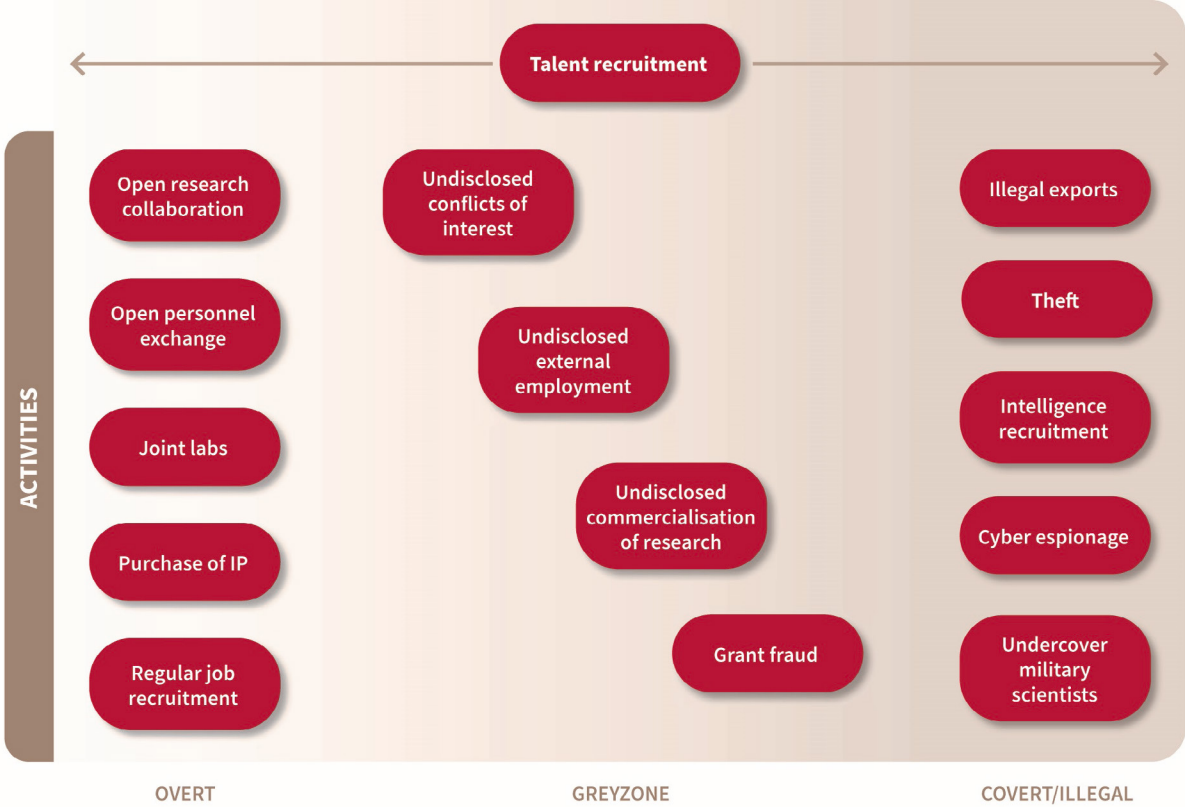 Talent recruitment
ACTIVITIES
Open research
collaboration
Open personnel
exchange
Joint labs
Purchase of IP
Regular job
recruitment
Undisclosed
conflicts of
interest
Undisclosed
external
employment
Undisclosed
commercialisation
of research
Grant fraud
Illegal exports
Theft
Intelligence
recruitment
Cyber espionage
Undercover
military
scientists
OVERT
GREYZONE
COVERT/ILLEGAL